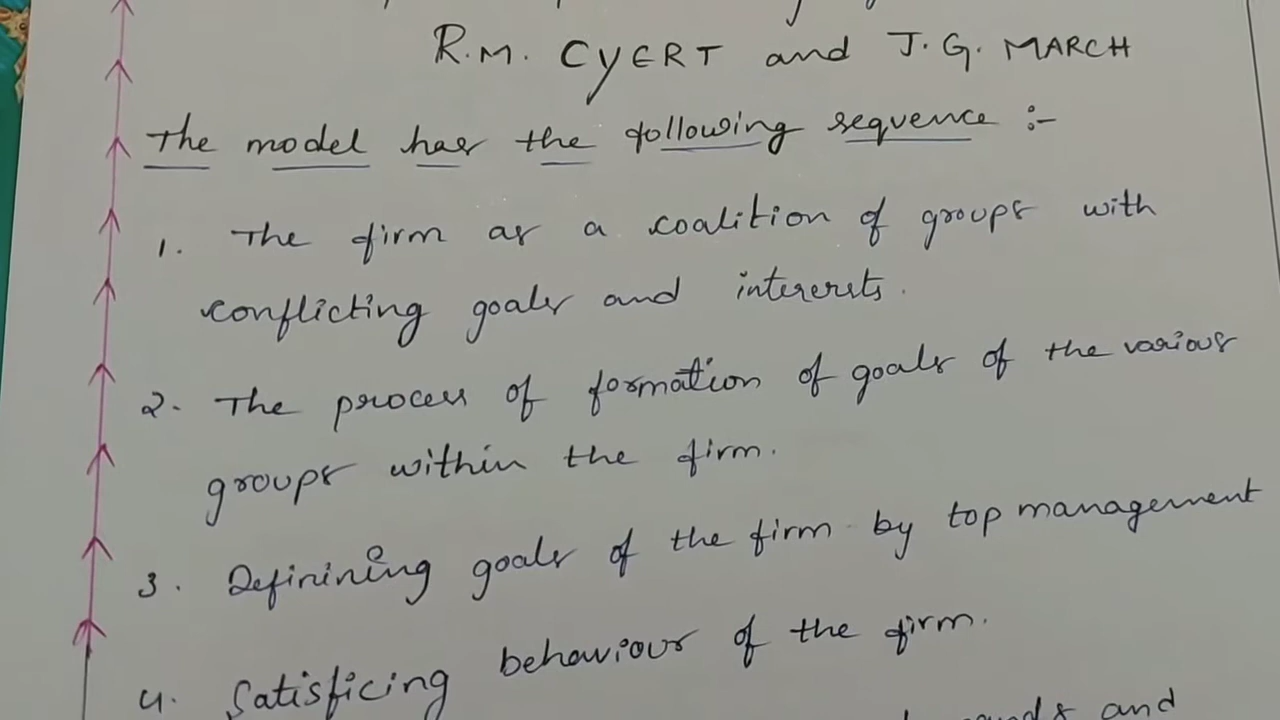 R.M. CYERT and J.G. MARCH
The model has the following sequence :-
1. The firm as a coalition of groups with
conflicting goals and interests.
2. The process of formation of goals of the various
groups within the firm.
3. Definining goals of the firm by top management
4. Satisficing behaviour of the firm.
and